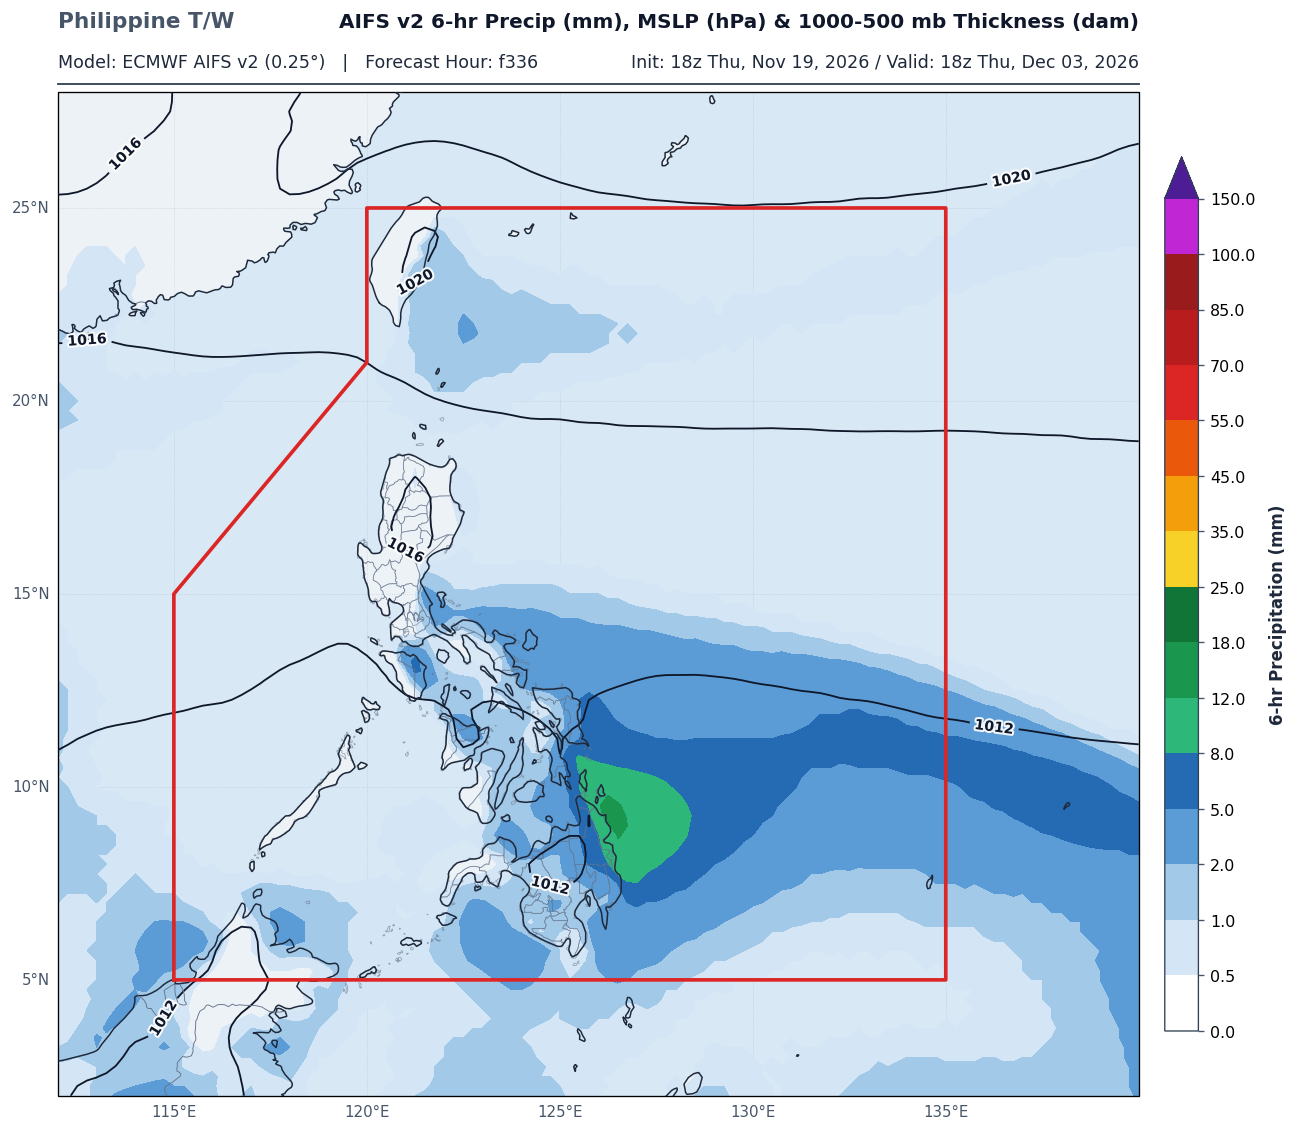 Philippine T/W
AIFS v2 6-hr Precip (mm), MSLP (hPa) & 1000-500 mb Thickness (dam)
Model: ECMWF AIFS v2 (0.25°) | Forecast Hour: f336
Init: 18z Thu, Nov 19, 2026 / Valid: 18z Thu, Dec 03, 2026
1016
1020
25°N
1020
1016
20°N
1016
15°N
1012
10°N
1012
5°N
1012
115°E
120°E
125°E
130°E
135°E
150.0
100.0
85.0
70.0
55.0
45.0
35.0
25.0
18.0
12.0
8.0
5.0
2.0
1.0
0.5
0.0
6-hr Precipitation (mm)